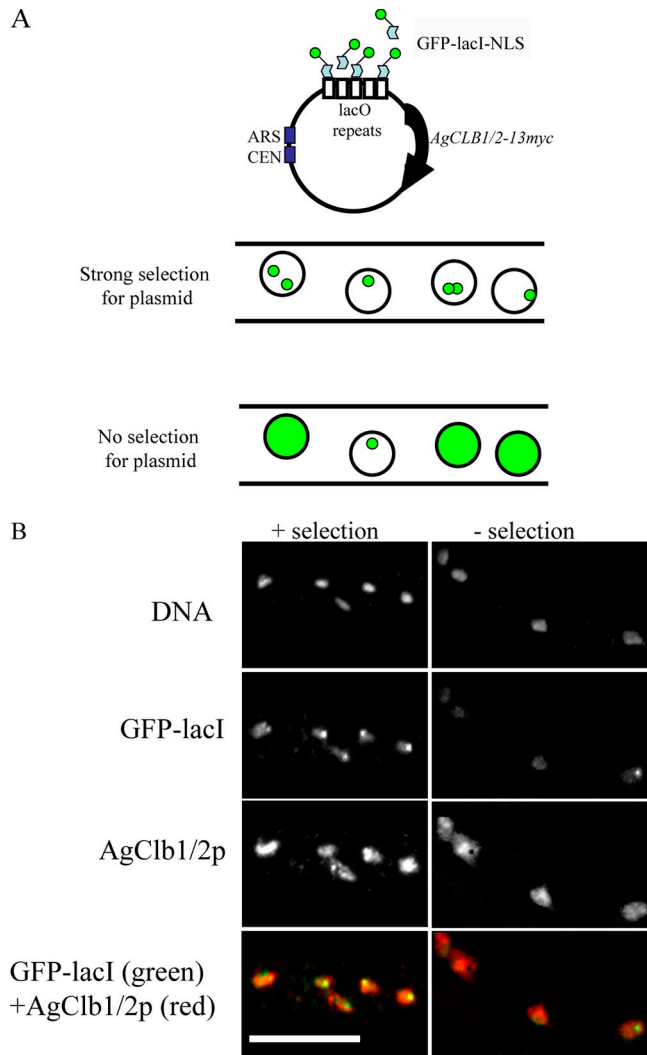 A
GFP-lacI-NLS
lacO
repeats
ARS
CEN
AgCLB1/2-13myc
Strong selection
for plasmid
No selection
for plasmid
B
+ selection
- selection
DNA
GFP-lacI
AgClb1/2p
GFP-lacI (green)
+AgClb1/2p (red)